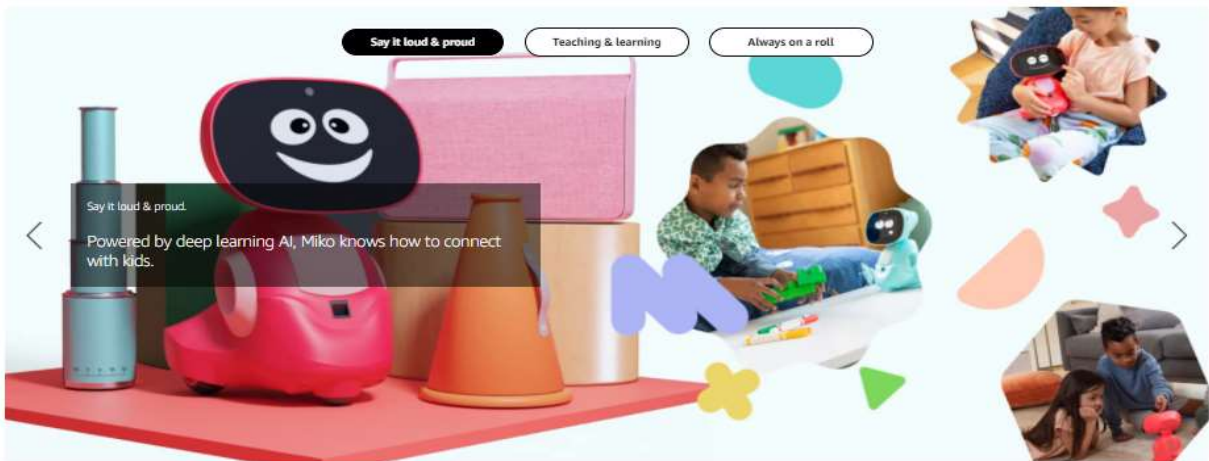 Say it loud & proud
Teaching & learning
Always on a roll
Say it loud & proud.
Powered by deep learning AI, Miko knows how to connect
with kids.